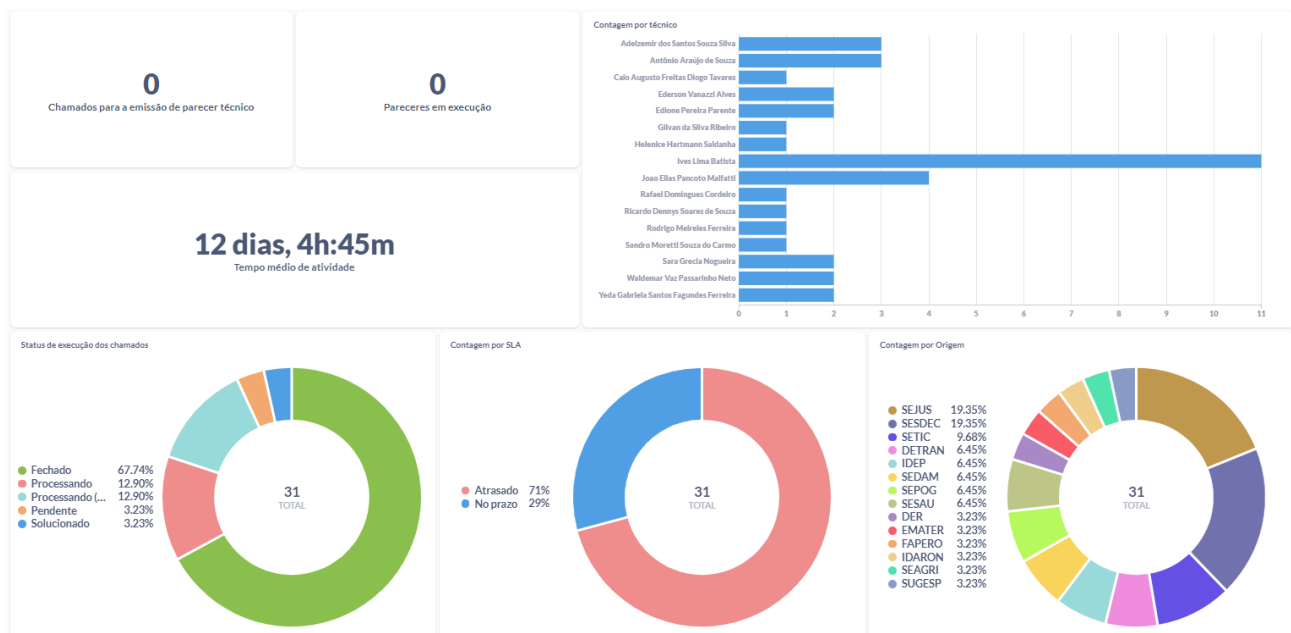 0
Chamados para a emissão de parecer técnico
0
Pareceres em execução
12 dias, 4h:45m
Tempo médio de atividade
Contagem por técnico
Adelzemir dos Santos Souza Silva
Antônio Araújo de Souza
Caio Augusto Freitas Diogo Tavares
Ederson Vanazzi Alves
Edione Pereira Parente
Gilvan da Silva Ribeiro
Helenice Hartmann Saldanha
Ives Lima Batista
Joao Elias Pancoto Malfatti
Rafael Domingues Cordeiro
Ricardo Dennys Soares de Souza
Rodrigo Meireles Ferreira
Sandro Moretti Souza do Carmo
Sara Grecia Nogueira
Waldemar Vaz Passarinho Neto
Yeda Gabriela Santos Fagundes Ferreira
0 1 2 3 4 5 6 7 8 9 10 11
Status de execução dos chamados
Fechado 67.74%
Processando 12.90%
Processando (... 12.90%
Pendente 3.23%
Solucionado 3.23%
31
TOTAL
Contagem por SLA
Atrasado 71%
No prazo 29%
31
TOTAL
Contagem por Origem
SEJUS 19.35%
SESDEC 19.35%
SETIC 9.68%
DETRAN 6.45%
IDEP 6.45%
SEDAM 6.45%
SEPOG 6.45%
SESAU 6.45%
DER 3.23%
EMATER 3.23%
FAPERO 3.23%
IDARON 3.23%
SEAGRI 3.23%
SUGESP 3.23%
31
TOTAL